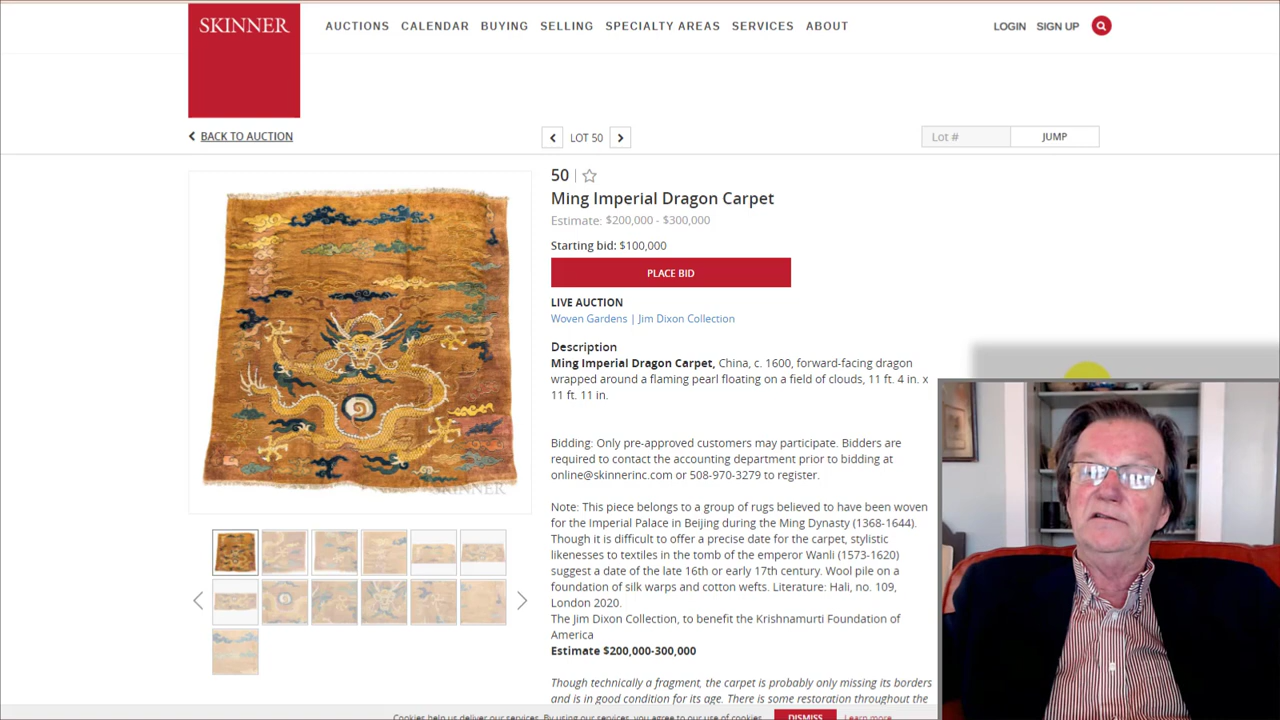 SKINNER
AUCTIONS CALENDAR BUYING SELLING SPECIALTY AREAS SERVICES ABOUT
LOGIN SIGN UP
BACK TO AUCTION
LOT 50
Lot #
JUMP
50
Ming Imperial Dragon Carpet
Estimate: $200,000 - $300,000
Starting bid: $100,000
PLACE BID
LIVE AUCTION
Woven Gardens | Jim Dixon Collection
Description
Ming Imperial Dragon Carpet, China, c. 1600, forward-facing dragon
wrapped around a flaming pearl floating on a field of clouds, 11 ft. 4 in. x
11 ft. 11 in.
Bidding: Only pre-approved customers may participate. Bidders are
required to contact the accounting department prior to bidding at
online@skinnerinc.com or 508-970-3279 to register.
Note: This piece belongs to a group of rugs believed to have been woven
for the Imperial Palace in Beijing during the Ming Dynasty (1368-1644).
Though it is difficult to offer a precise date for the carpet, stylistic
likenesses to textiles in the tomb of the emperor Wanli (1573-1620)
suggest a date of the late 16th or early 17th century. Wool pile on a
foundation of silk warps and cotton wefts. Literature: Hali, no. 109,
London 2020.
The Jim Dixon Collection, to benefit the Krishnamurti Foundation of
America
Estimate $200,000-300,000
Though technically a fragment, the carpet is probably only missing its borders
and is in good condition for its age. There is some restoration throughout the
Cookies help us deliver our services. By using our services, you agree to our use of cookies.
DISMISS
Learn more
SKINNER